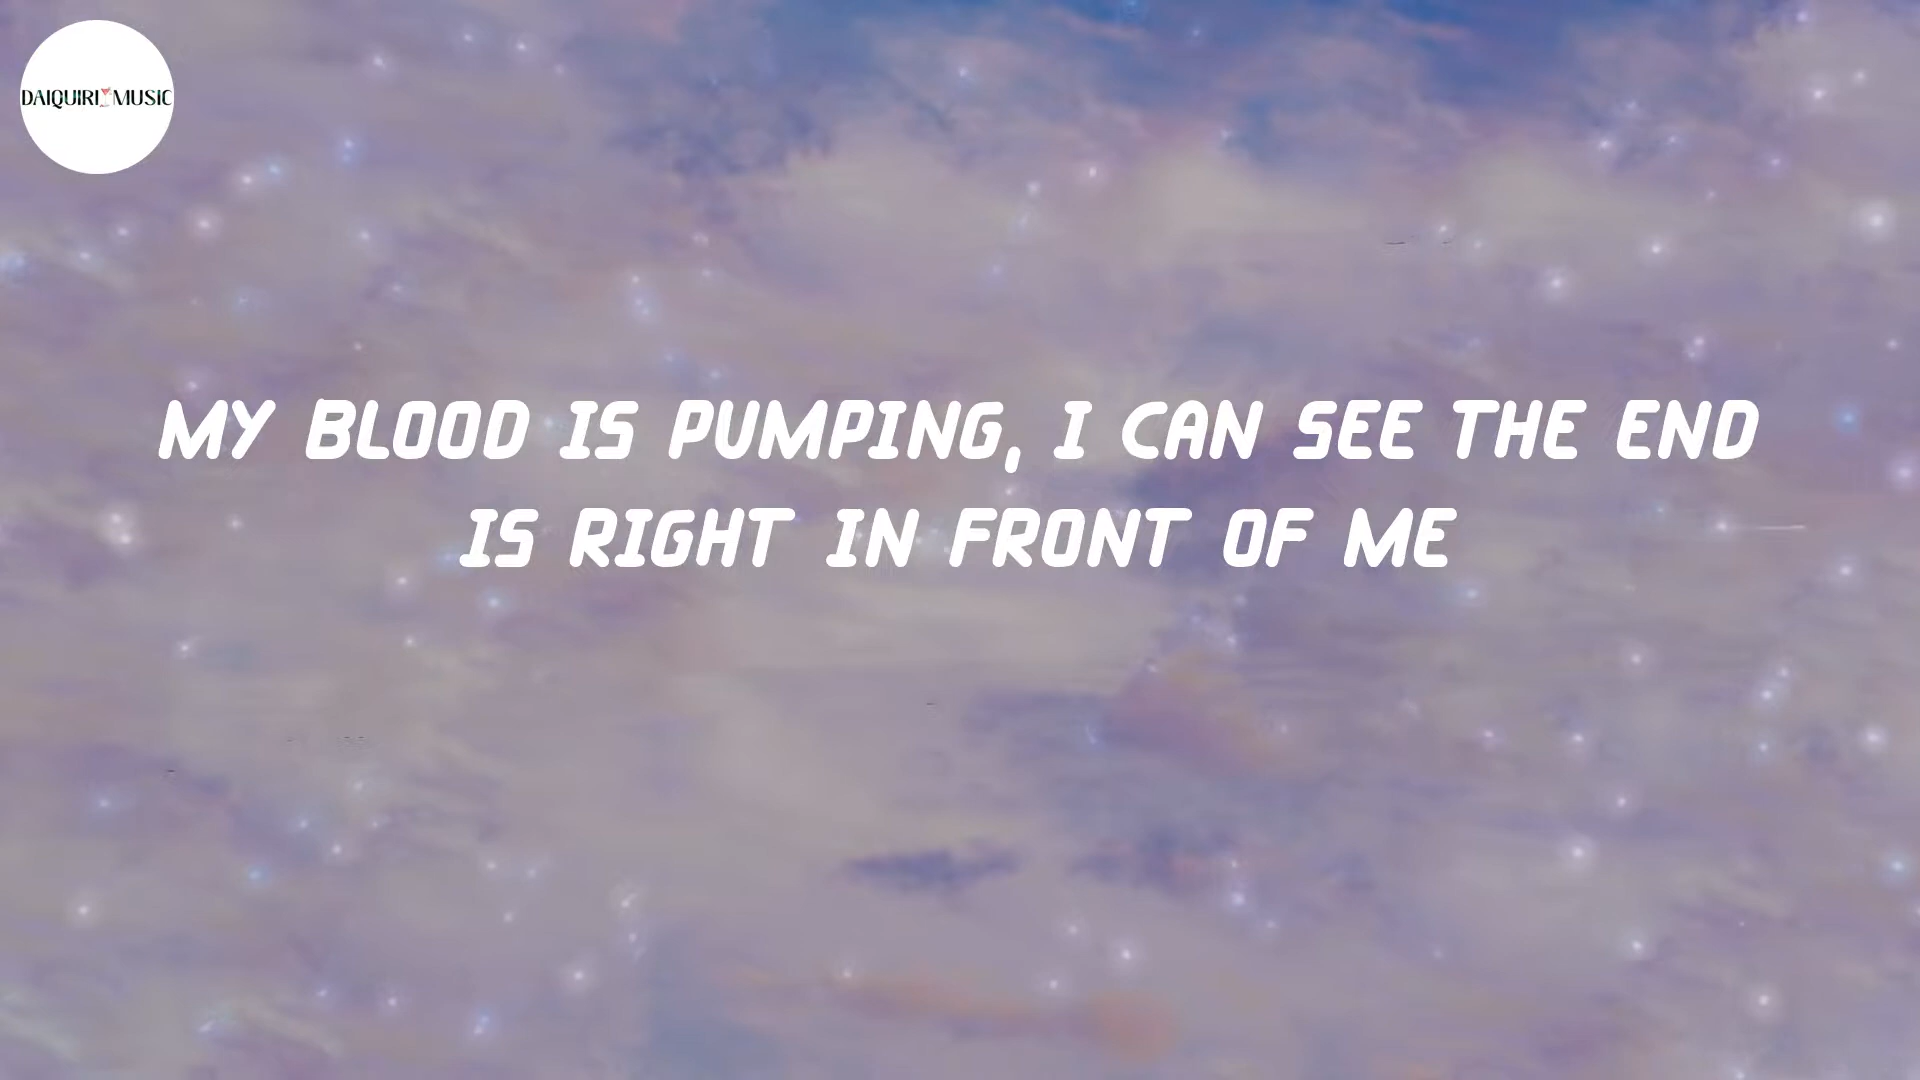 DAIQUIRI MUSIC
MY BLOOD IS PUMPING, I CAN SEE THE END
IS RIGHT IN FRONT OF ME